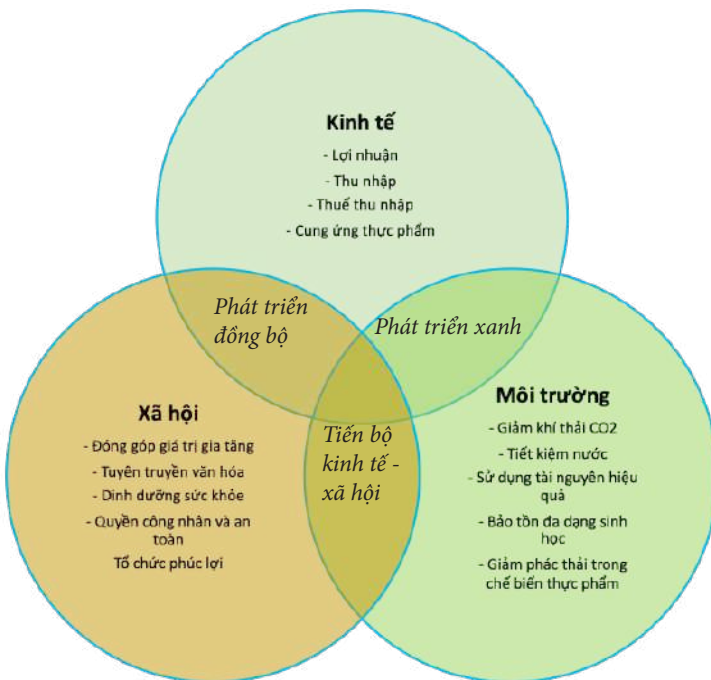 Kinh tế
- Lợi nhuận
- Thu nhập
- Thuế thu nhập
- Cung ứng thực phẩm
Phát triển
đồng bộ
Phát triển xanh
Xã hội
- Đóng góp giá trị gia tăng
- Tuyên truyền văn hóa
- Dinh dưỡng sức khỏe
- Quyền công nhân và an
toàn
Tổ chức phúc lợi
Tiến bộ
kinh tế -
xã hội
Môi trường
- Giảm khí thải CO2
- Tiết kiệm nước
- Sử dụng tài nguyên hiệu
quả
- Bảo tồn đa dạng sinh
học
- Giảm phác thải trong
chế biến thực phẩm